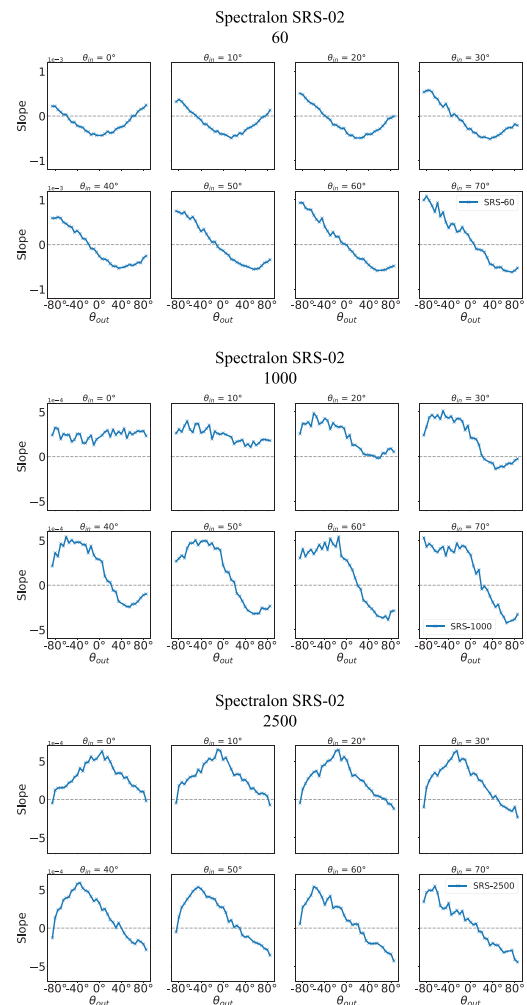 Spectralon SRS-02
60
1e-3
θin = 0° θin = 10° θin = 20° θin = 30°
1
0
−1
Slope
1e-3
θin = 40° θin = 50° θin = 60° θin = 70°
1
0
−1
Slope
SRS-60
-80° -40° 0° 40° 80° -80° -40° 0° 40° 80° -80° -40° 0° 40° 80° -80° -40° 0° 40° 80°
θout θout θout θout
Spectralon SRS-02
1000
1e-4
θin = 0° θin = 10° θin = 20° θin = 30°
5
0
−5
Slope
1e-4
θin = 40° θin = 50° θin = 60° θin = 70°
5
0
−5
Slope
SRS-1000
-80° -40° 0° 40° 80° -80° -40° 0° 40° 80° -80° -40° 0° 40° 80° -80° -40° 0° 40° 80°
θout θout θout θout
Spectralon SRS-02
2500
1e-4
θin = 0° θin = 10° θin = 20° θin = 30°
5
0
−5
Slope
1e-4
θin = 40° θin = 50° θin = 60° θin = 70°
5
0
−5
Slope
SRS-2500
-80° -40° 0° 40° 80° -80° -40° 0° 40° 80° -80° -40° 0° 40° 80° -80° -40° 0° 40° 80°
θout θout θout θout